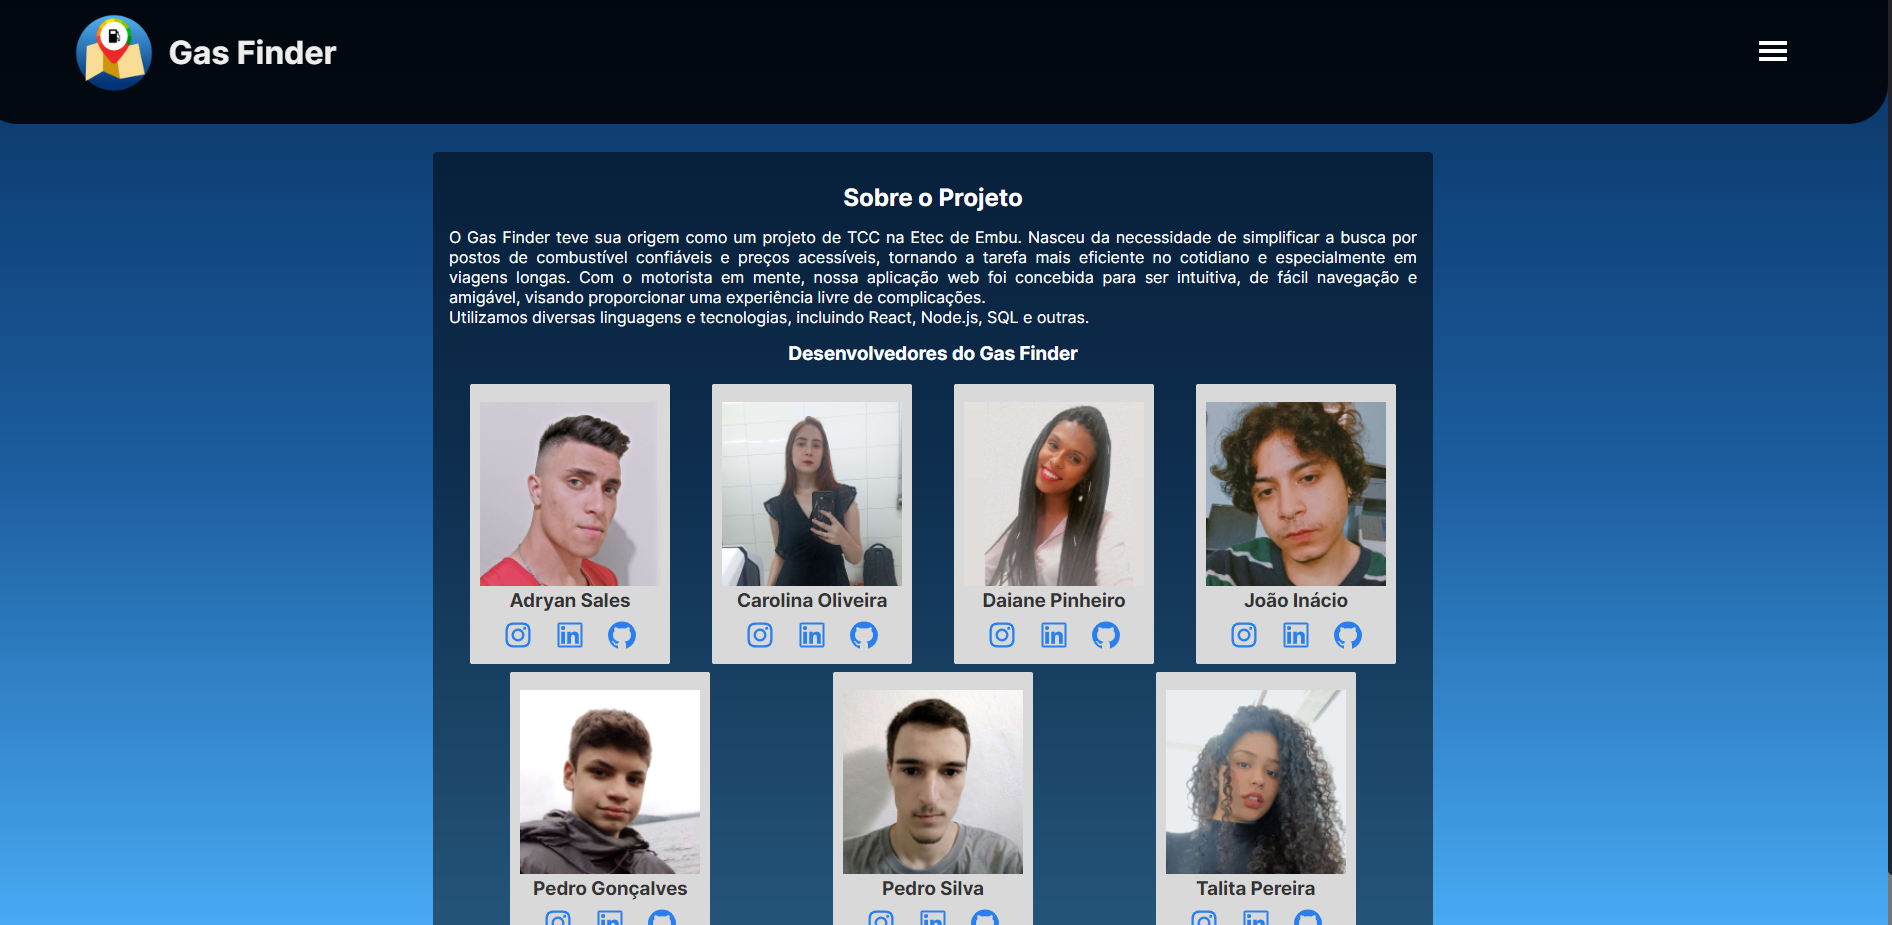 Gas Finder
Sobre o Projeto
O Gas Finder teve sua origem como um projeto de TCC na Etec de Embu. Nasceu da necessidade de simplificar a busca por
postos de combustível confiáveis e preços acessíveis, tornando a tarefa mais eficiente no cotidiano e especialmente em
viagens longas. Com o motorista em mente, nossa aplicação web foi concebida para ser intuitiva, de fácil navegação e
amigável, visando proporcionar uma experiência livre de complicações.
Utilizamos diversas linguagens e tecnologias, incluindo React, Node.js, SQL e outras.
Desenvolvedores do Gas Finder
Adryan Sales
Carolina Oliveira
Daiane Pinheiro
João Inácio
Pedro Gonçalves
Pedro Silva
Talita Pereira